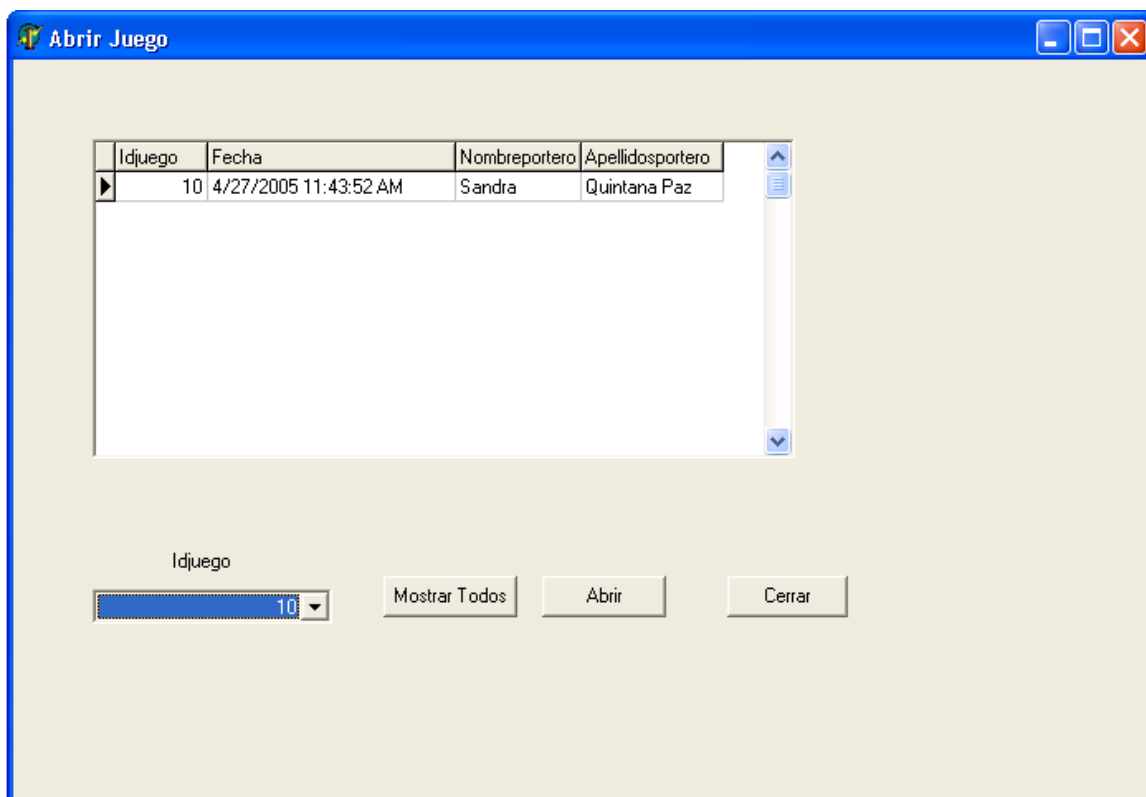 Abrir Juego
Idjuego Fecha Nombreportero Apellidosportero
10 4/27/2005 11:43:52 AM Sandra Quintana Paz
Idjuego
10 Mostrar Todos Abrir Cerrar